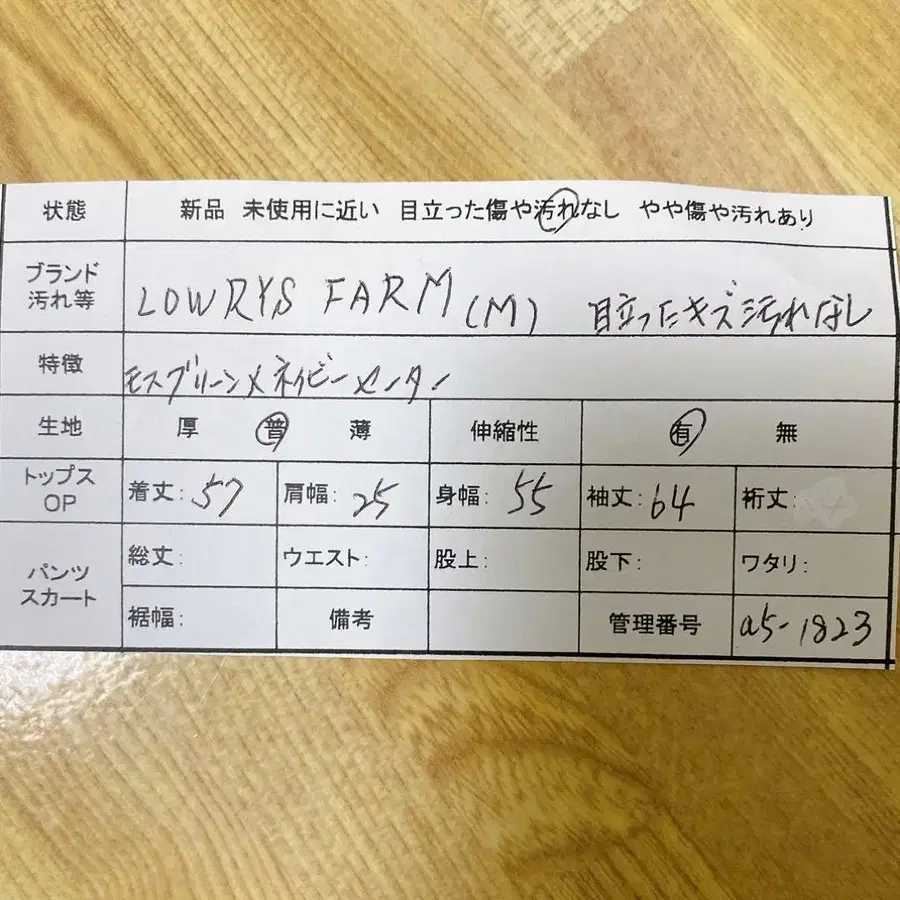 状態 新品 未使用に近い 目立った傷や汚れなし やや傷や汚れあり
ブランド
汚れ等 LOWRYS FARM (M) 目立ったキズ汚れなし
特徴 モスグリーン×ネイビーセーター
生地 厚 普 薄 伸縮性 有 無
トップス
OP 着丈: 57 肩幅: 25 身幅: 55 袖丈: 64 裄丈:
パンツ
スカート 総丈: ウエスト: 股上: 股下: ワタリ:
裾幅: 備考 管理番号 a5-1823